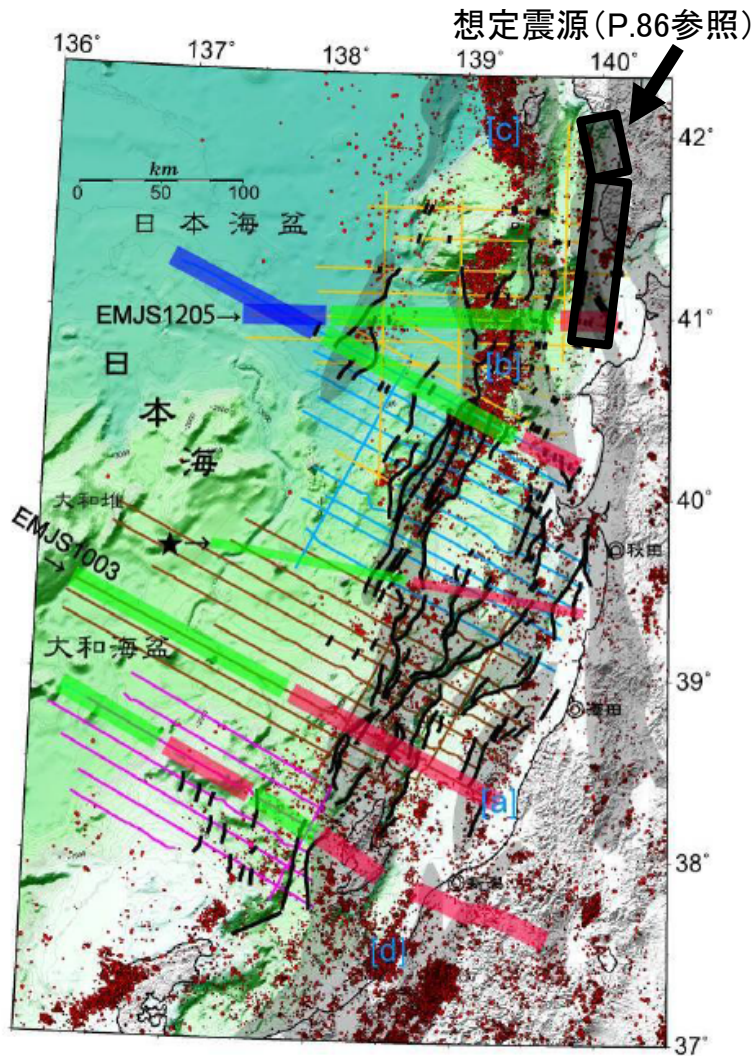 想定震源(P.86参照)
136° 137° 138° 139° 140°
[c]
42°
km
0 50 100
日本海盆
EMJS1205→
41°
[b]
日本海
40°
大和堆
★→
秋田
EMJS1003→
大和海盆
39°
酒田
[a]
38°
新潟
[d]
37°